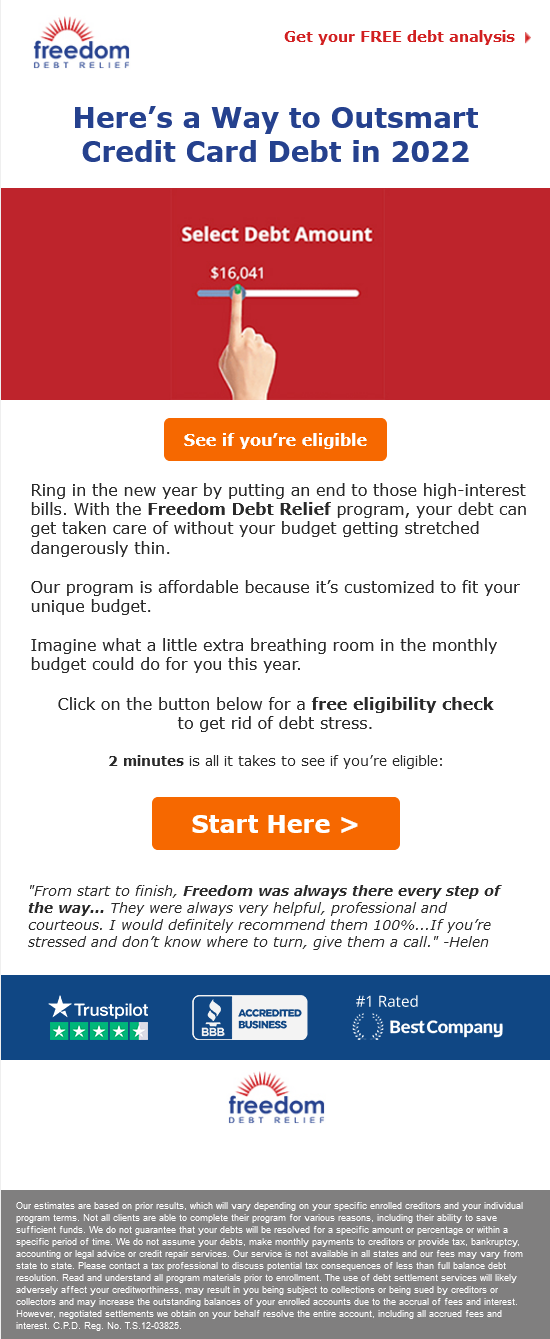 freedom
DEBT RELIEF
Get your FREE debt analysis
Here's a Way to Outsmart
Credit Card Debt in 2022
Select Debt Amount
$16,041
See if you're eligible
Ring in the new year by putting an end to those high-interest
bills. With the Freedom Debt Relief program, your debt can
get taken care of without your budget getting stretched
dangerously thin.
Our program is affordable because it's customized to fit your
unique budget.
Imagine what a little extra breathing room in the monthly
budget could do for you this year.
Click on the button below for a free eligibility check
to get rid of debt stress.
2 minutes is all it takes to see if you're eligible:
Start Here >
"From start to finish, Freedom was always there every step of
the way... They were always very helpful, professional and
courteous. I would definitely recommend them 100%...If you're
stressed and don't know where to turn, give them a call." -Helen
Trustpilot
BBB
ACCREDITED
BUSINESS
#1 Rated
BestCompany
freedom
DEBT RELIEF
Our estimates are based on prior results, which will vary depending on your specific enrolled creditors and your individual
program terms. Not all clients are able to complete their program for various reasons, including their ability to save
sufficient funds. We do not guarantee that your debts will be resolved for a specific amount or percentage or within a
specific period of time. We do not assume your debts, make monthly payments to creditors or provide tax, bankruptcy,
accounting or legal advice or credit repair services. Our service is not available in all states and our fees may vary from
state to state. Please contact a tax professional to discuss potential tax consequences of less than full balance debt
resolution. Read and understand all program materials prior to enrollment. The use of debt settlement services will likely
adversely affect your creditworthiness, may result in you being subject to collections or being sued by creditors or
collectors and may increase the outstanding balances of your enrolled accounts due to the accrual of fees and interest.
However, negotiated settlements we obtain on your behalf resolve the entire account, including all accrued fees and
interest. C.P.D. Reg. No. T.S.12-03825.